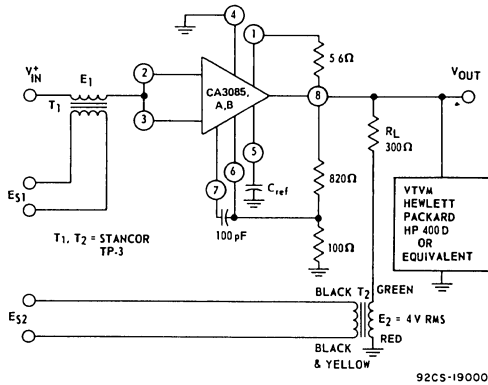 4
1
5 6Ω
V+IN
E1
T1
2
3
CA3085,
A,B
8
VOUT
RL
300Ω
ES1
7
6
5
Cref
100 pF
820Ω
100Ω
VTVM
HEWLETT
PACKARD
HP 400 D
OR
EQUIVALENT
T1, T2 = STANCOR
TP-3
ES2
BLACK T2 GREEN
E2 = 4 V RMS
RED
BLACK
& YELLOW
92CS-19000